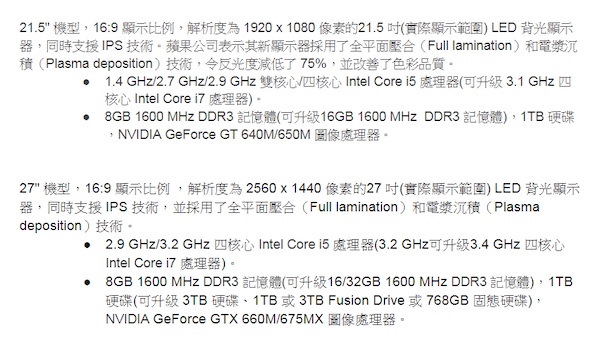 21.5" 機型，16:9 顯示比例，解析度為 1920 x 1080 像素的21.5 吋(實際顯示範圍) LED 背光顯示
器，同時支援 IPS 技術。蘋果公司表示其新顯示器採用了全平面壓合（Full lamination）和電漿沉
積（Plasma deposition）技術，令反光度減低了 75%，並改善了色彩品質。
● 1.4 GHz/2.7 GHz/2.9 GHz 雙核心/四核心 Intel Core i5 處理器(可升級 3.1 GHz 四
核心 Intel Core i7 處理器)。
● 8GB 1600 MHz DDR3 記憶體(可升級16GB 1600 MHz DDR3 記憶體)，1TB 硬碟
，NVIDIA GeForce GT 640M/650M 圖像處理器。
27" 機型，16:9 顯示比例 ，解析度為 2560 x 1440 像素的27 吋(實際顯示範圍) LED 背光顯示
器，同時支援 IPS 技術，並採用了全平面壓合（Full lamination）和電漿沉積（Plasma
deposition）技術。
● 2.9 GHz/3.2 GHz 四核心 Intel Core i5 處理器(3.2 GHz可升級3.4 GHz 四核心
Intel Core i7 處理器)。
● 8GB 1600 MHz DDR3 記憶體(可升級16/32GB 1600 MHz DDR3 記憶體)，1TB
硬碟(可升級 3TB 硬碟、1TB 或 3TB Fusion Drive 或 768GB 固態硬碟)，
NVIDIA GeForce GTX 660M/675MX 圖像處理器。